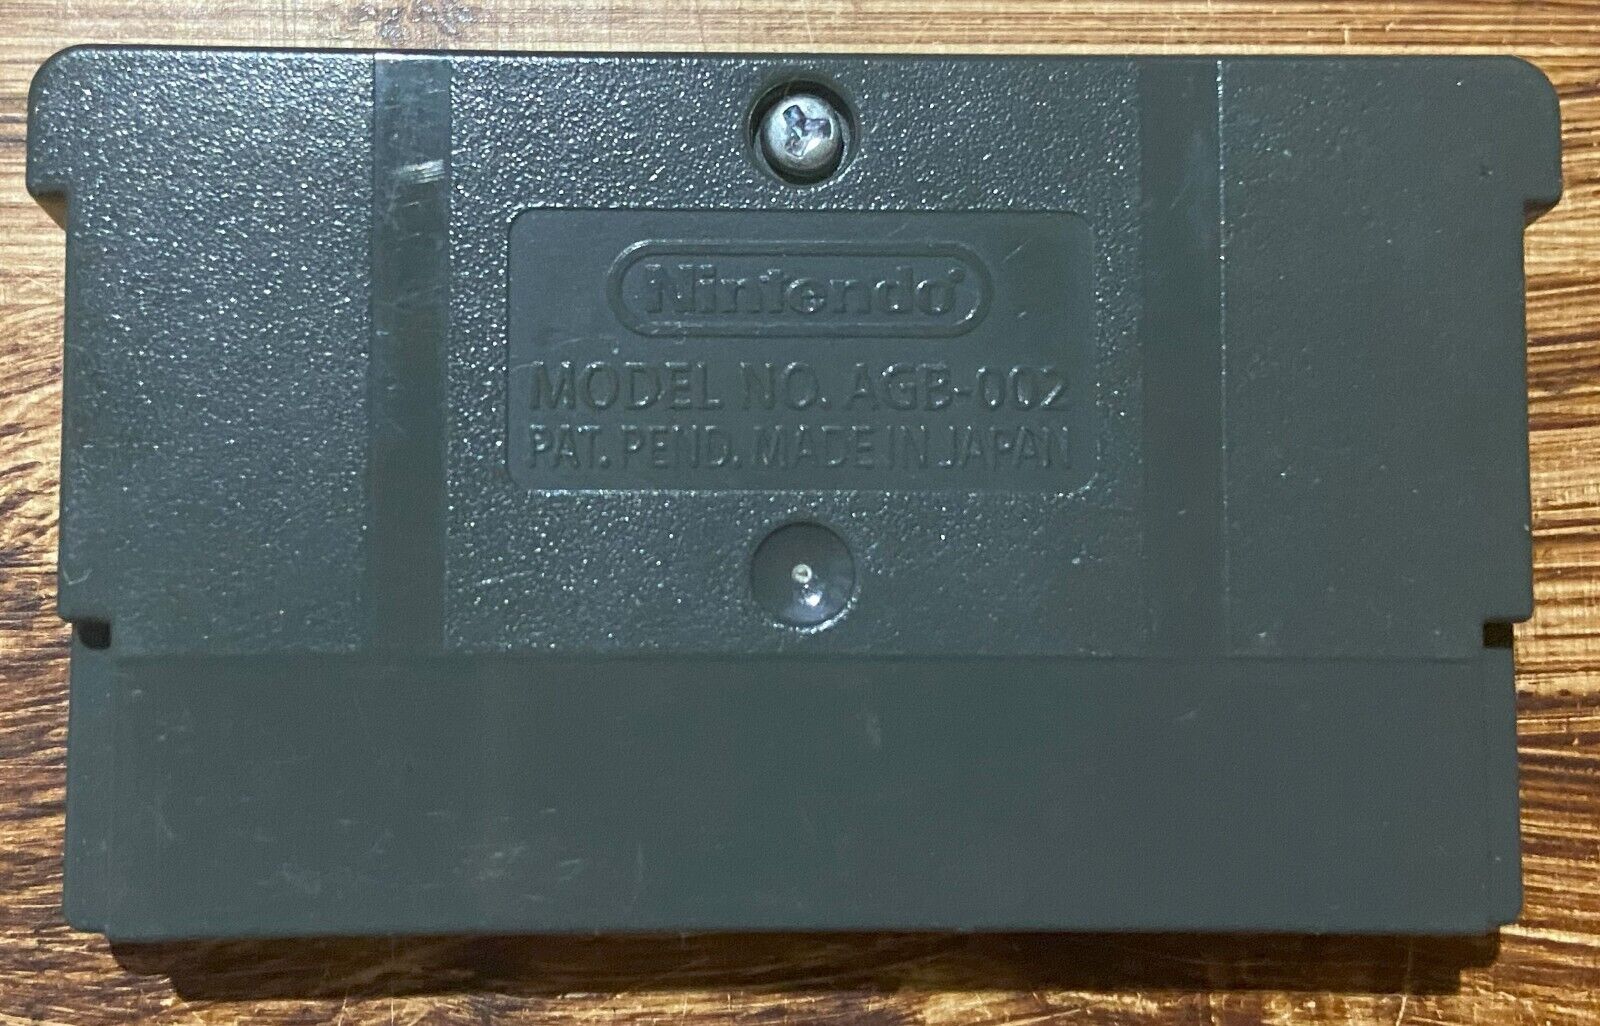 Nintendo®
MODEL NO. AGB-002
PAT. PEND. MADE IN JAPAN